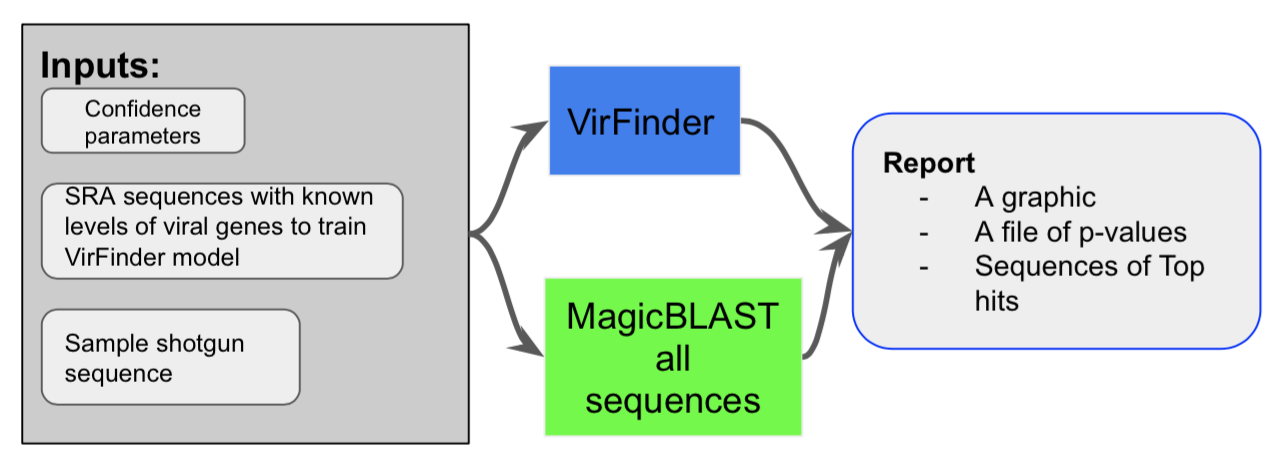 Inputs:
Confidence
parameters
SRA sequences with known
levels of viral genes to train
VirFinder model
Sample shotgun
sequence
VirFinder
MagicBLAST
all
sequences
Report
- A graphic
- A file of p-values
- Sequences of Top
hits